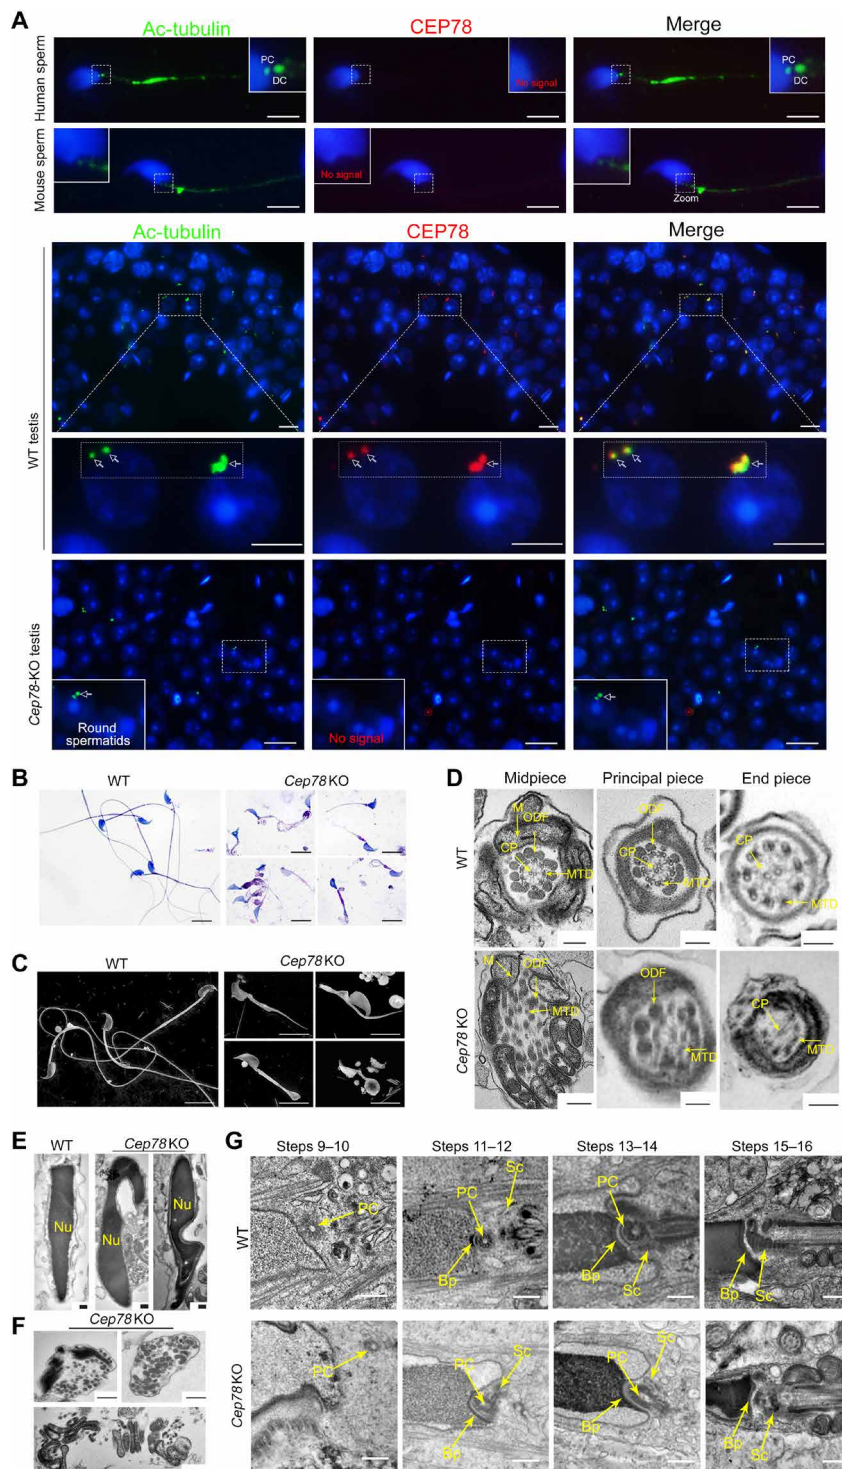 A
Ac-tubulin CEP78 Merge
Human sperm
PC
DC
No signal
PC
DC
Mouse sperm
No signal
Zoom
Ac-tubulin CEP78 Merge
WT testis
Cep78-KO testis
Round
spermatids
No signal
B
WT Cep78 KO
C
WT Cep78 KO
D
Midpiece Principal piece End piece
WT
M ODF
CP
MTD
ODF
CP
MTD
CP
MTD
Cep78 KO
M ODF
MTD
ODF
MTD
CP
MTD
E
WT Cep78 KO
Nu
Nu
Nu
F
Cep78 KO
G
Steps 9–10 Steps 11–12 Steps 13–14 Steps 15–16
WT
PC
Sc
PC
Bp
PC
Bp Sc
Bp Sc
Cep78 KO
PC
Sc
PC
Bp
Sc
PC
Bp
Bp Sc